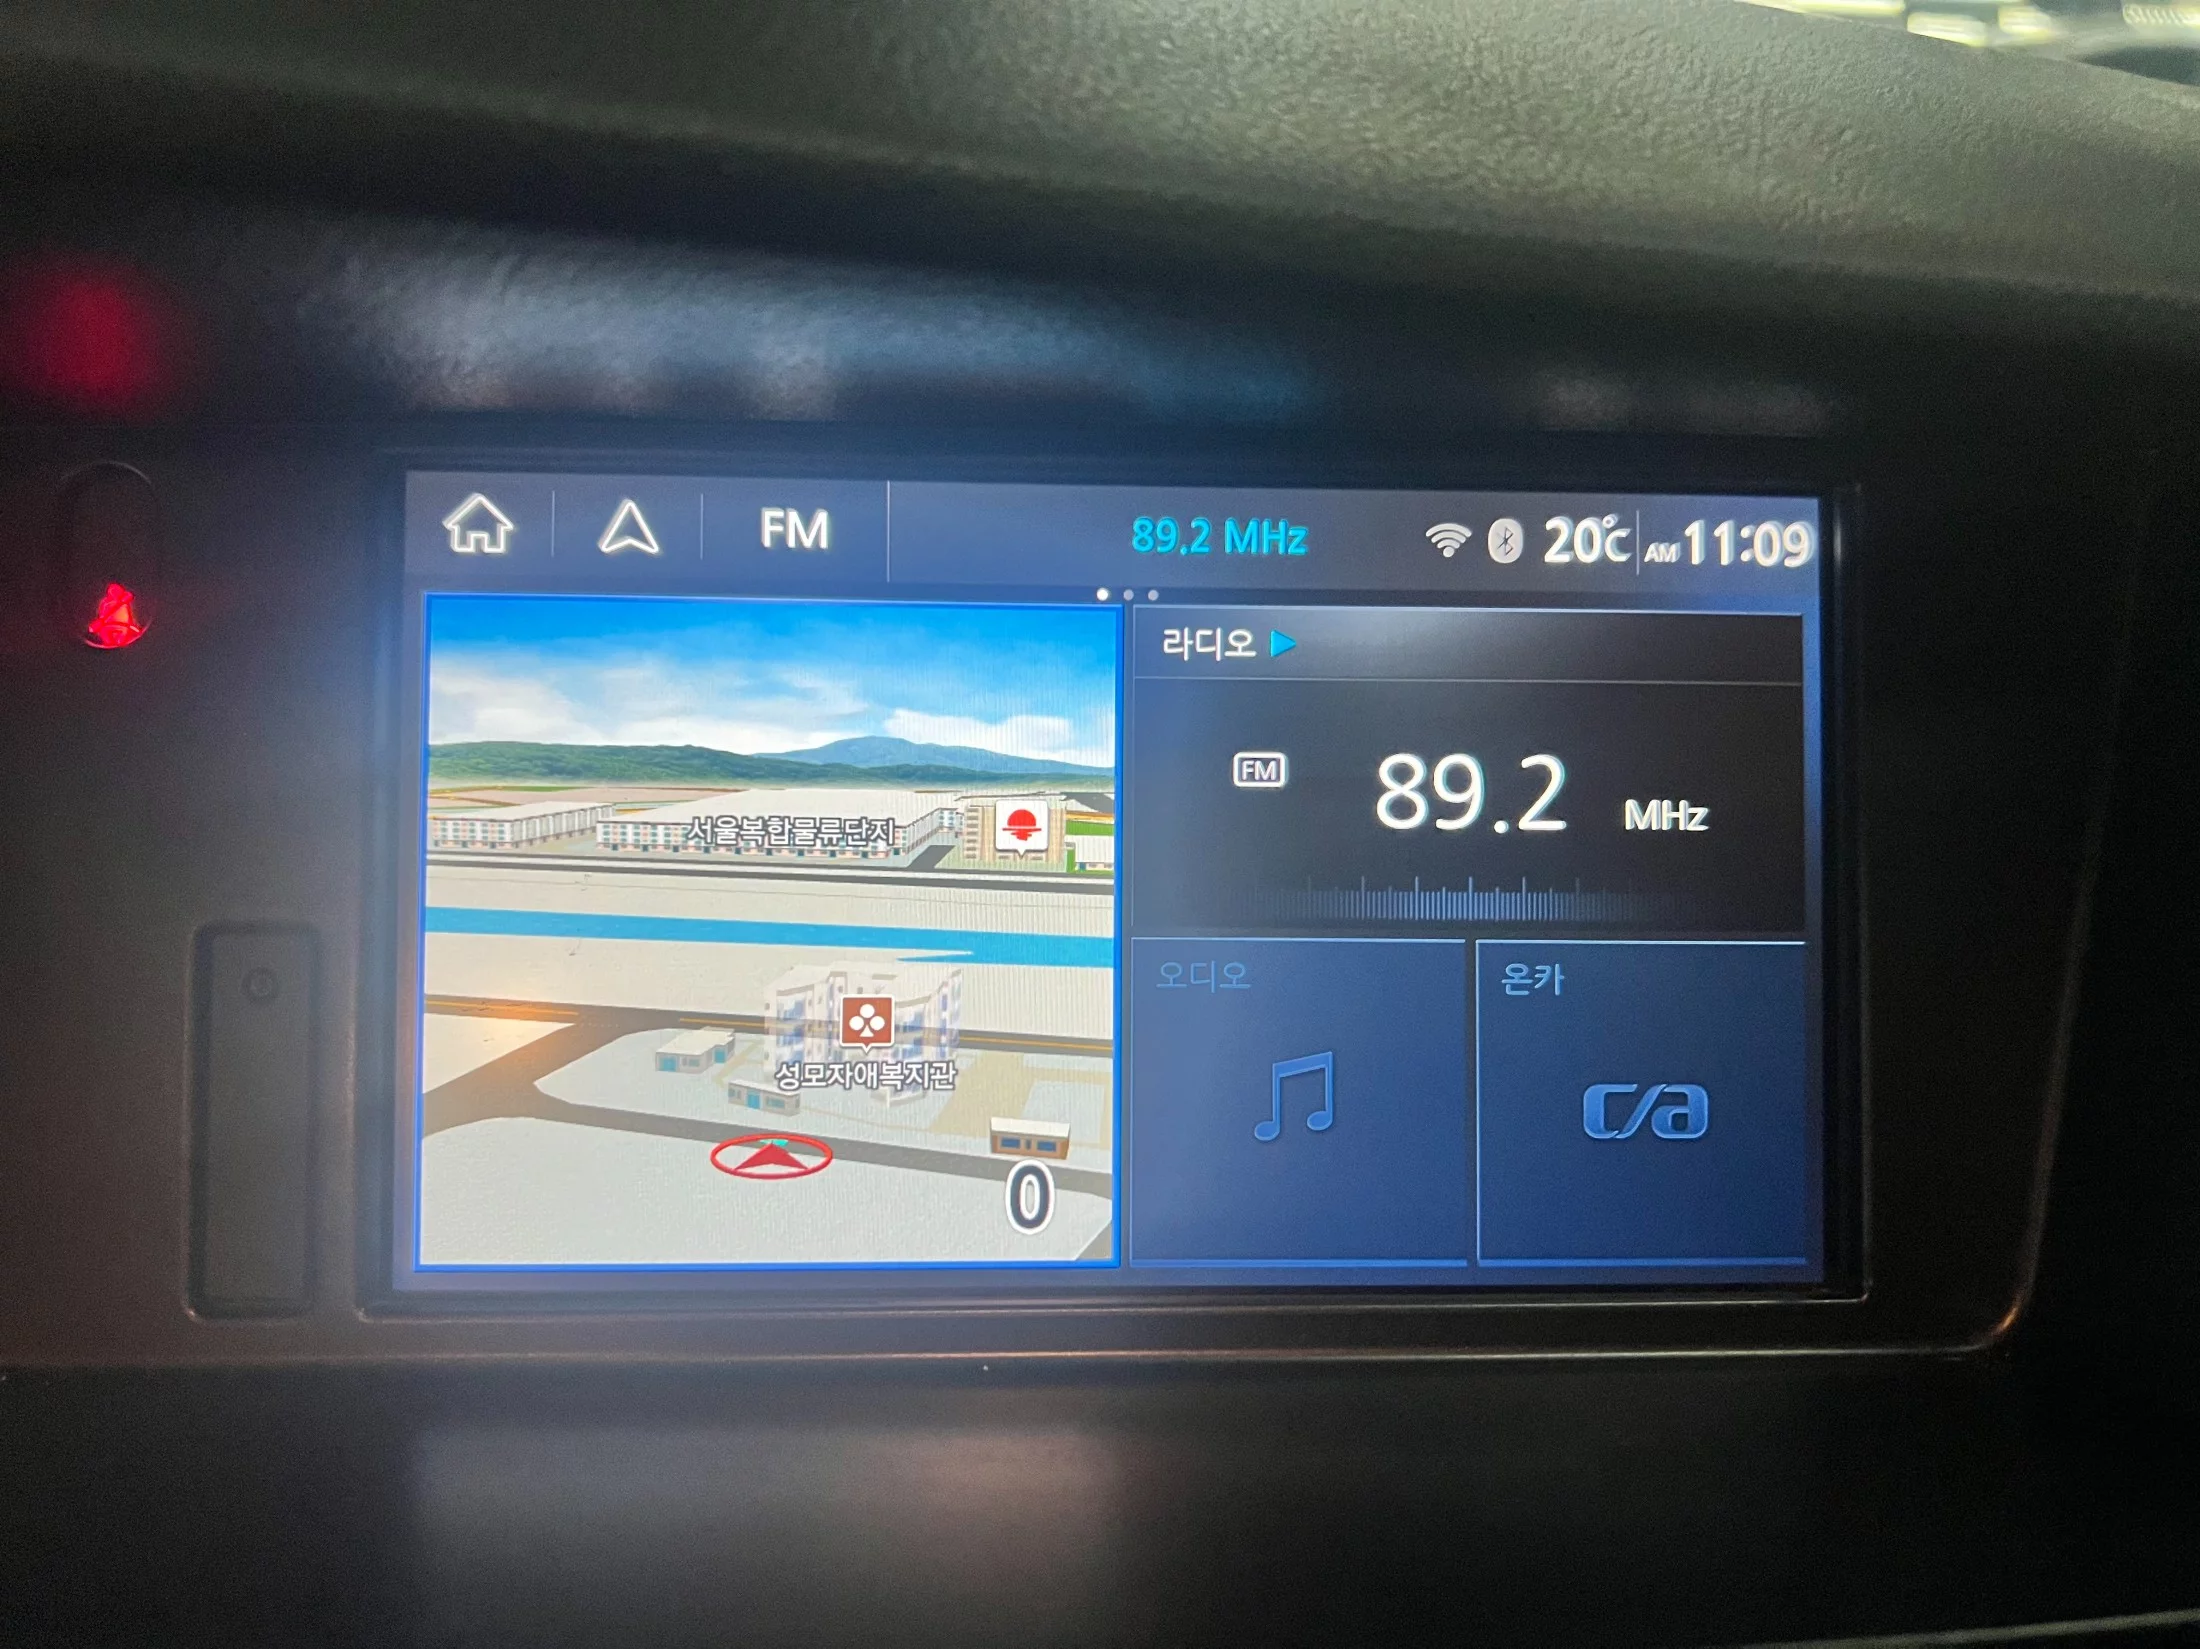 FM
89.2 MHz
20℃
AM 11:09
라디오
서울복합물류단지
FM
89.2 MHz
성모자애복지관
0
오디오
온카